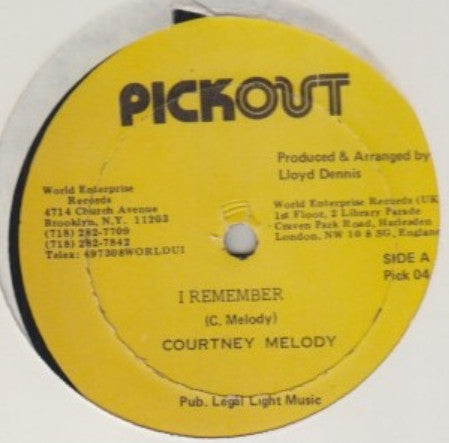 PICKOUT
Produced & Arranged by
Lloyd Dennis
World Enterprise
Records
4714 Church Avenue
Brooklyn, N.Y. 11203
(718) 282-7709
(718) 282-7842
Telex: 497308WORLDUI
World Enterprise Records (UK
1st Floor, 2 Library Parade
Craven Park Road, Harlesden
London, NW 10 8 SG, England
SIDE A
Pick 04
I REMEMBER
(C. Melody)
COURTNEY MELODY
Pub. Legal Light Music